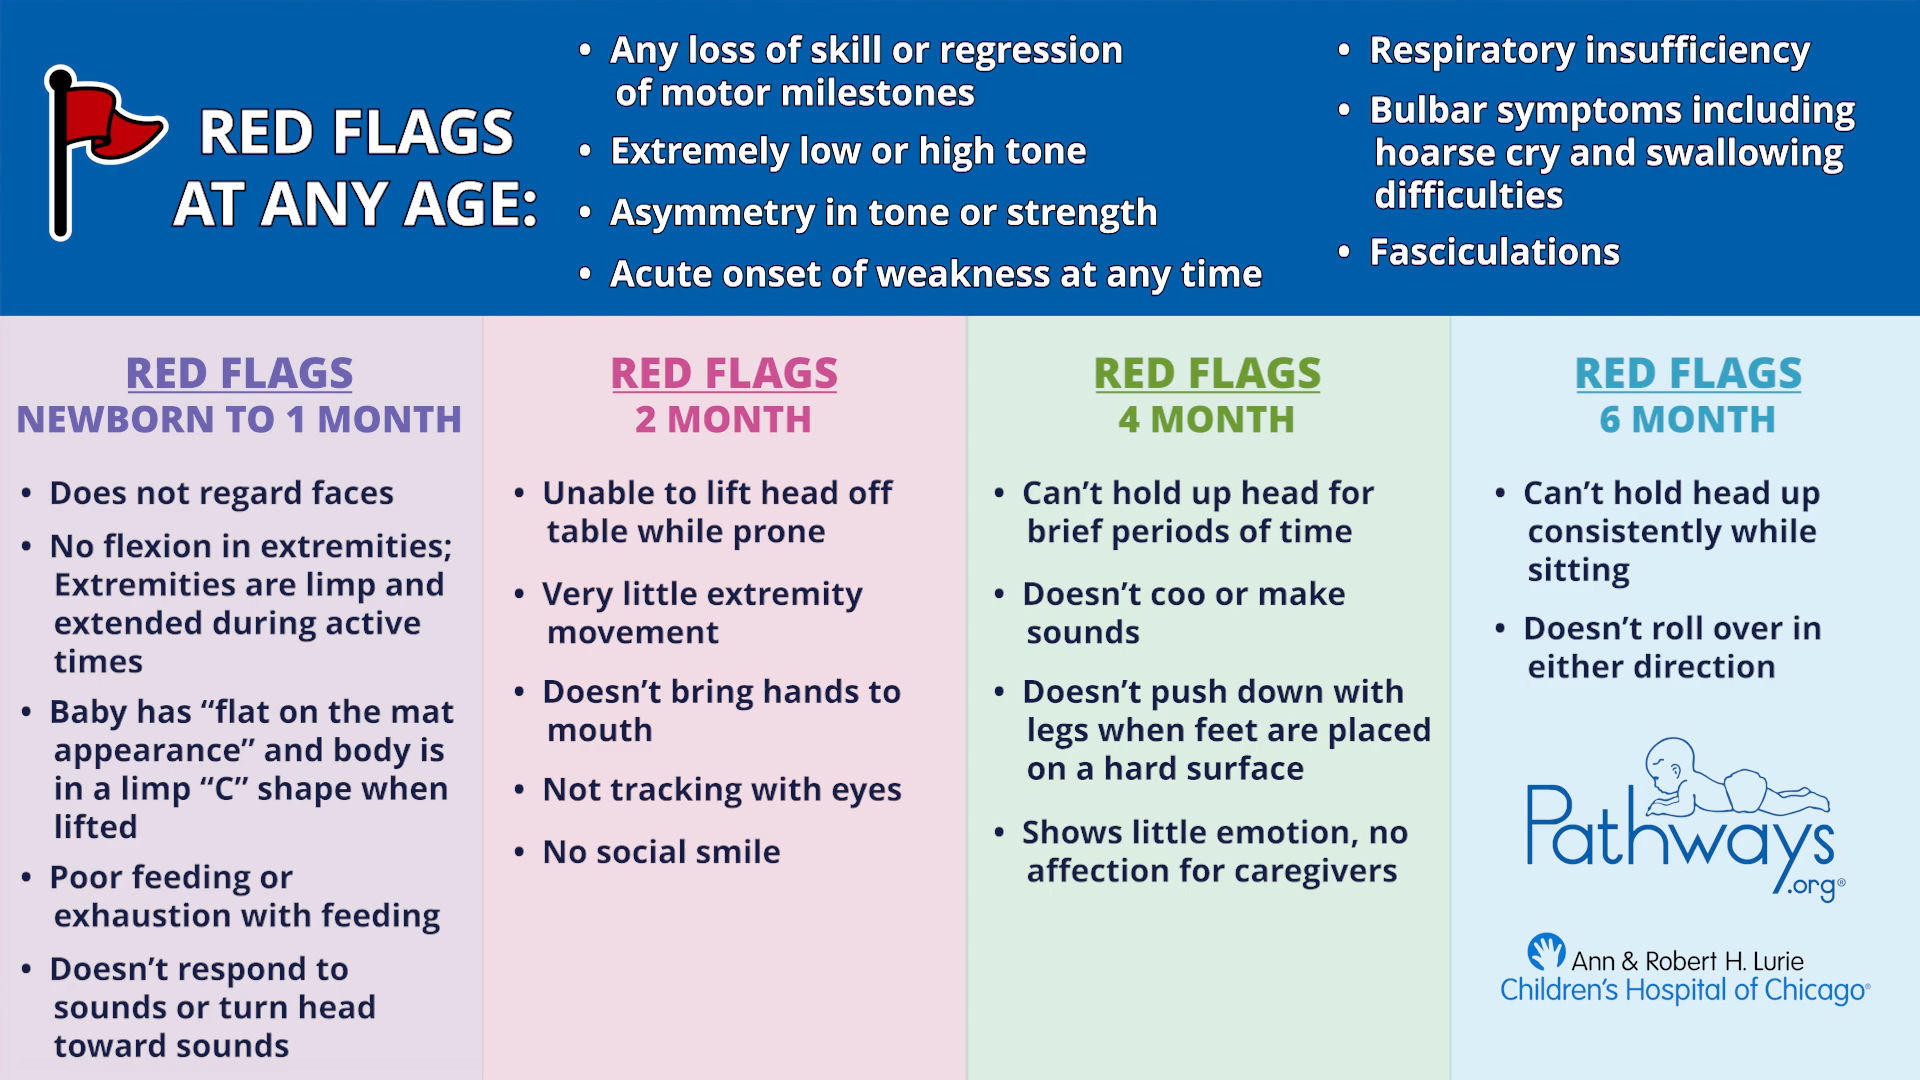 RED FLAGS
AT ANY AGE:
• Any loss of skill or regression
of motor milestones
• Extremely low or high tone
• Asymmetry in tone or strength
• Acute onset of weakness at any time
• Respiratory insufficiency
• Bulbar symptoms including
hoarse cry and swallowing
difficulties
• Fasciculations
RED FLAGS
NEWBORN TO 1 MONTH
• Does not regard faces
• No flexion in extremities;
Extremities are limp and
extended during active
times
• Baby has “flat on the mat
appearance” and body is
in a limp “C” shape when
lifted
• Poor feeding or
exhaustion with feeding
• Doesn’t respond to
sounds or turn head
toward sounds
RED FLAGS
2 MONTH
• Unable to lift head off
table while prone
• Very little extremity
movement
• Doesn’t bring hands to
mouth
• Not tracking with eyes
• No social smile
RED FLAGS
4 MONTH
• Can’t hold up head for
brief periods of time
• Doesn’t coo or make
sounds
• Doesn’t push down with
legs when feet are placed
on a hard surface
• Shows little emotion, no
affection for caregivers
RED FLAGS
6 MONTH
• Can’t hold head up
consistently while
sitting
• Doesn’t roll over in
either direction
Pathways
.org®
Ann & Robert H. Lurie
Children’s Hospital of Chicago®